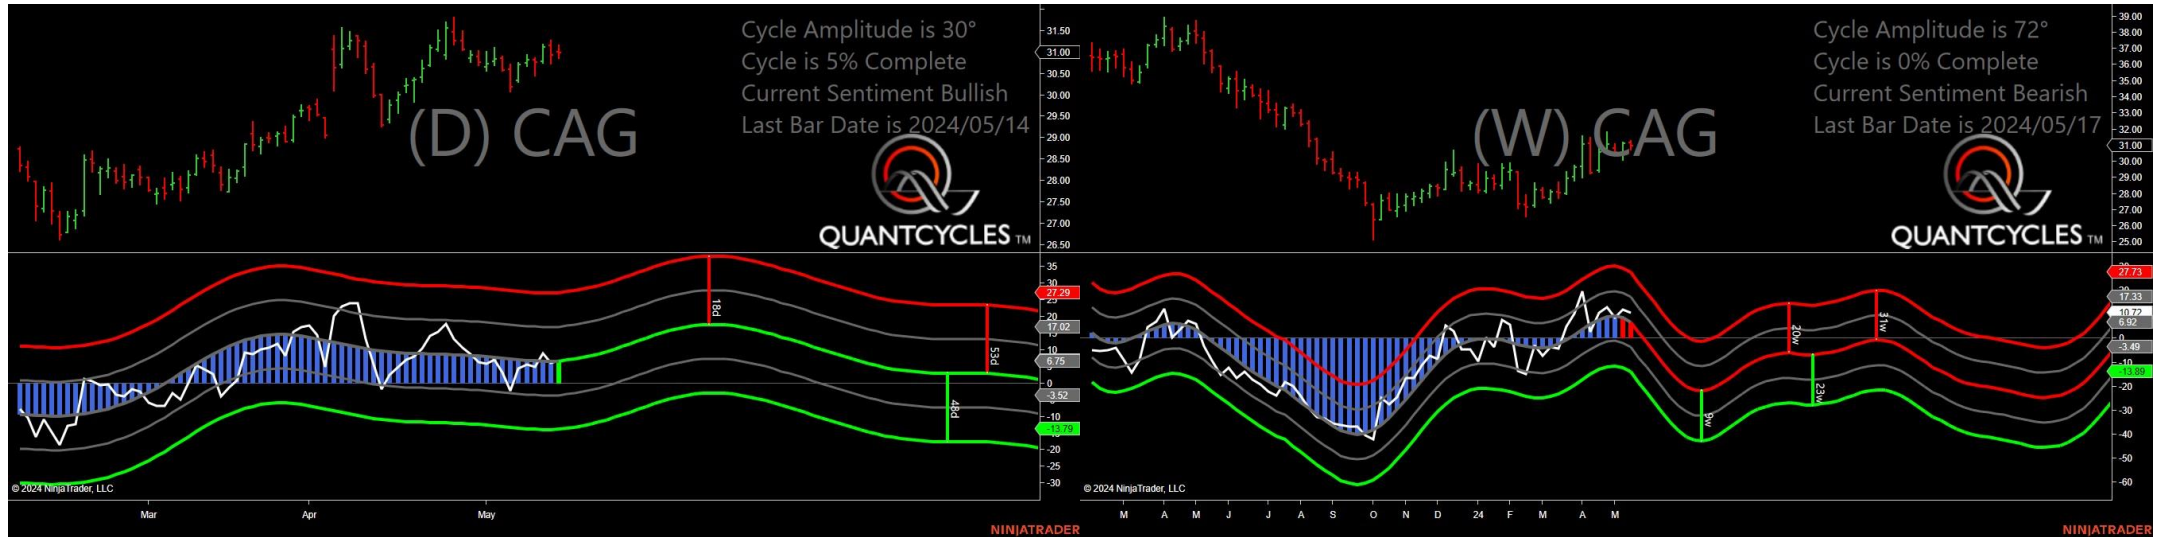 Cycle Amplitude is 30°
Cycle is 5% Complete
Current Sentiment Bullish
Last Bar Date is 2024/05/14
(D) CAG
QUANTCYCLES TM
31.50
31.00
30.50
30.00
29.50
29.00
28.50
28.00
27.50
27.00
26.50
35
27.29
25
20
17.02
10
6.75
0
-3.52
-10
-13.79
-20
-25
-30
18d
53d
48d
© 2024 NinjaTrader, LLC
Mar
Apr
May
NINJATRADER
Cycle Amplitude is 72°
Cycle is 0% Complete
Current Sentiment Bearish
Last Bar Date is 2024/05/17
(W) CAG
QUANTCYCLES TM
39.00
38.00
37.00
36.00
35.00
34.00
33.00
32.00
31.00
30.00
29.00
28.00
27.00
26.00
25.00
27.73
17.33
10.72
6.92
0
-3.49
-10
-13.89
-20
-30
-40
-50
-60
20w
31w
23w
9w
© 2024 NinjaTrader, LLC
M
A
M
J
J
A
S
O
N
D
24
F
M
A
M
NINJATRADER